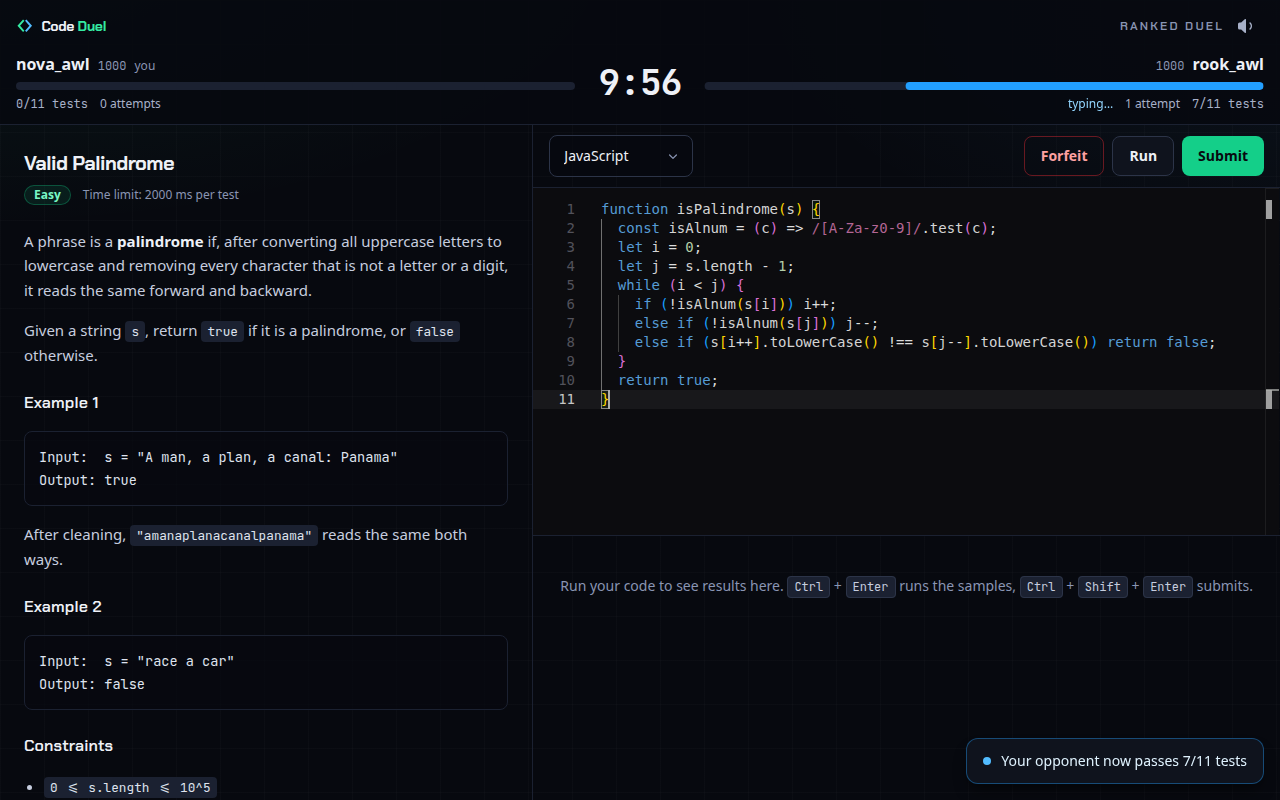 Code Duel
RANKED DUEL
nova_awl 1000 you
9:56
1000 rook_awl
0/11 tests 0 attempts
typing... 1 attempt 7/11 tests
Valid Palindrome
Easy Time limit: 2000 ms per test
A phrase is a palindrome if, after converting all uppercase letters to
lowercase and removing every character that is not a letter or a digit,
it reads the same forward and backward.
Given a string s, return true if it is a palindrome, or false
otherwise.
Example 1
Input:  s = "A man, a plan, a canal: Panama"
Output: true
After cleaning, "amanaplanacanalpanama" reads the same both
ways.
Example 2
Input:  s = "race a car"
Output: false
Constraints
• 0 <= s.length <= 10^5
JavaScript
Forfeit Run Submit
1 function isPalindrome(s) {
2   const isAlnum = (c) => /[A-Za-z0-9]/.test(c);
3   let i = 0;
4   let j = s.length - 1;
5   while (i < j) {
6     if (!isAlnum(s[i])) i++;
7     else if (!isAlnum(s[j])) j--;
8     else if (s[i++].toLowerCase() !== s[j--].toLowerCase()) return false;
9   }
10   return true;
11 }
Run your code to see results here. Ctrl + Enter runs the samples, Ctrl + Shift + Enter submits.
Your opponent now passes 7/11 tests